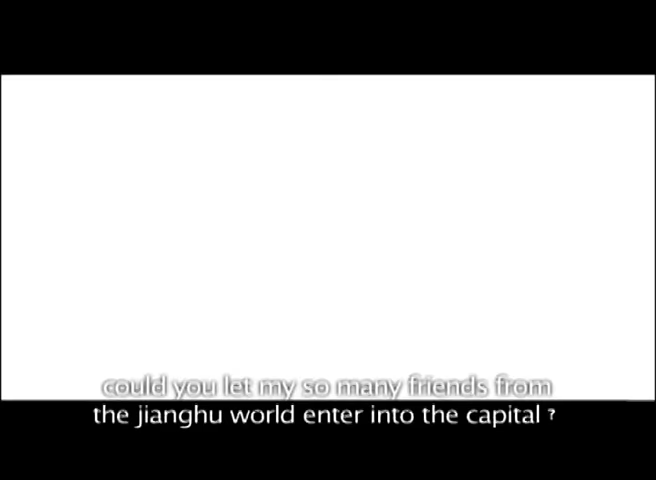 could you let my so many friends from
the jianghu world enter into the capital ?